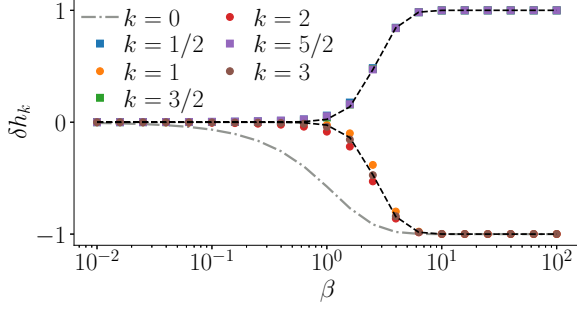 1
k = 0
k = 2
k = 1/2
k = 5/2
k = 1
k = 3
k = 3/2
δh_k
0
−1
10^−2
10^−1
10^0
10^1
10^2
β